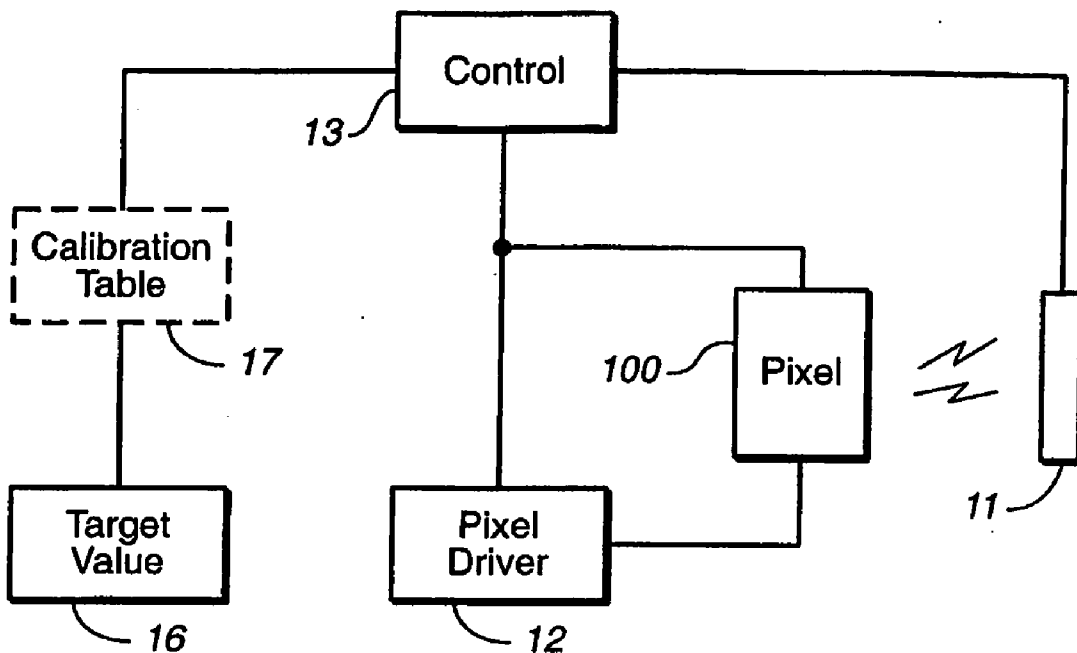 Control
13
Calibration
Table
17
100
Pixel
11
Target
Value
16
Pixel
Driver
12